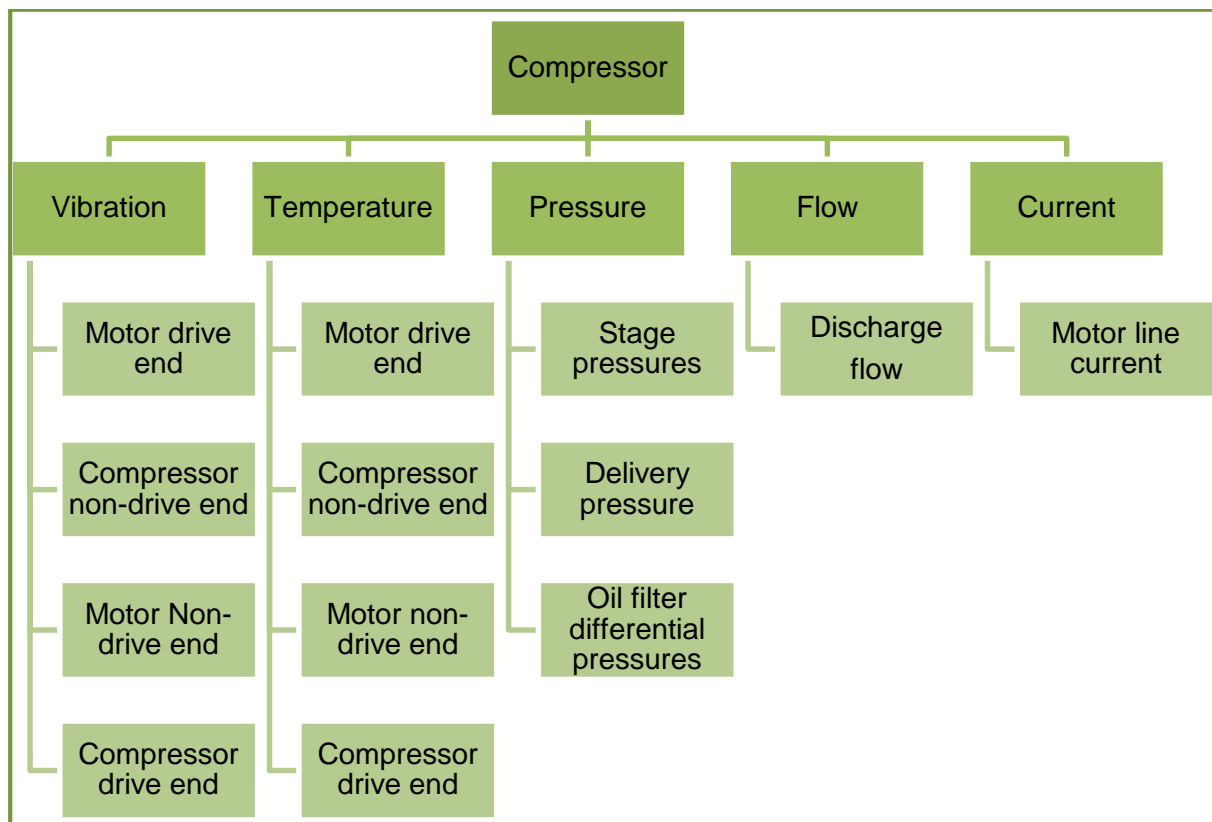 Compressor
Vibration
Temperature
Pressure
Flow
Current
Motor drive
end
Motor drive
end
Stage
pressures
Discharge
flow
Motor line
current
Compressor
non-drive end
Compressor
non-drive end
Delivery
pressure
Motor Non-
drive end
Motor non-
drive end
Oil filter
differential
pressures
Compressor
drive end
Compressor
drive end